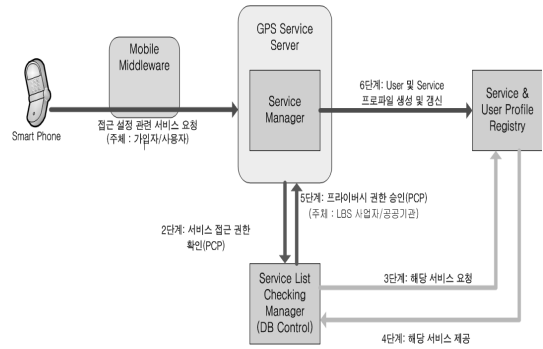 Mobile
Middleware
GPS Service
Server
Service
Manager
Smart Phone
접근 설정 관련 서비스 요청
(주체 : 가입자/사용자)
6단계: User 및 Service
프로파일 생성 및 갱신
Service &
User Profile
Registry
2단계: 서비스 접근 권한
확인(PCP)
5단계: 프라이버시 권한 승인(PCP)
(주체 : LBS 사업자/공공기관)
Service List
Checking
Manager
(DB Control)
3단계: 해당 서비스 요청
4단계: 해당 서비스 제공